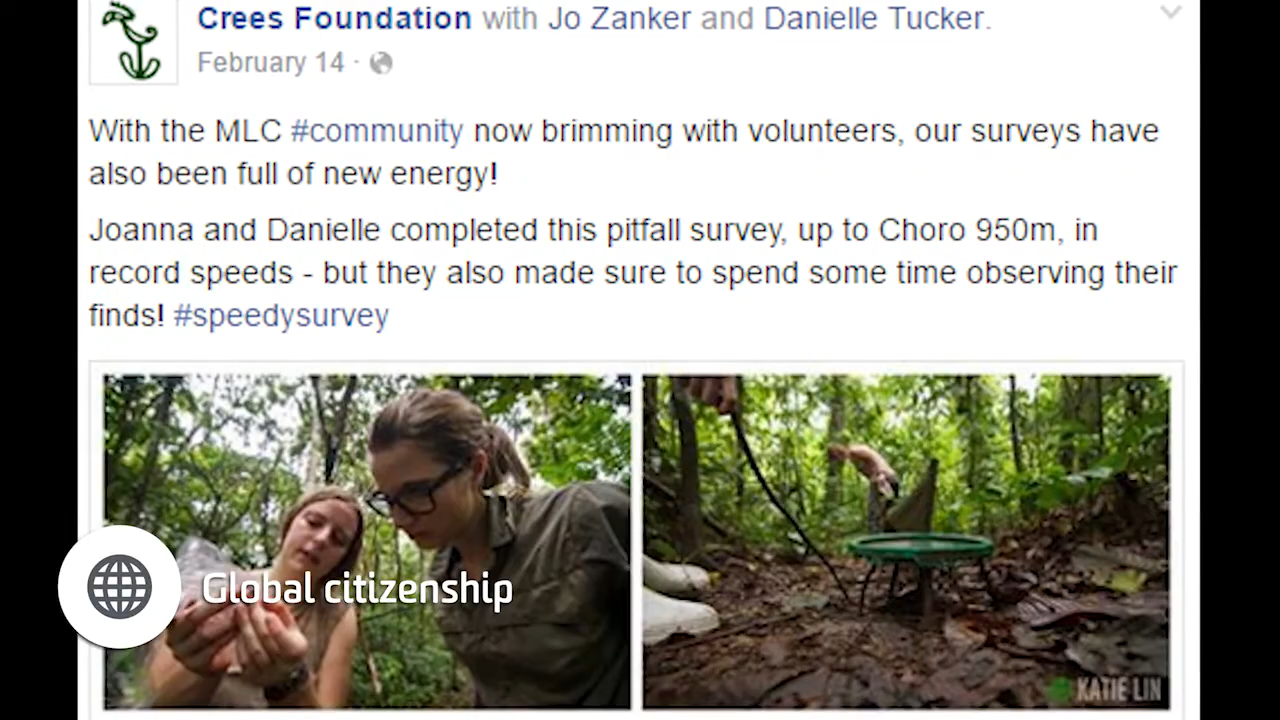 Crees Foundation with Jo Zanker and Danielle Tucker.
February 14 ·
With the MLC #community now brimming with volunteers, our surveys have
also been full of new energy!
Joanna and Danielle completed this pitfall survey, up to Choro 950m, in
record speeds - but they also made sure to spend some time observing their
finds! #speedysurvey
Global citizenship
KATIE LIN